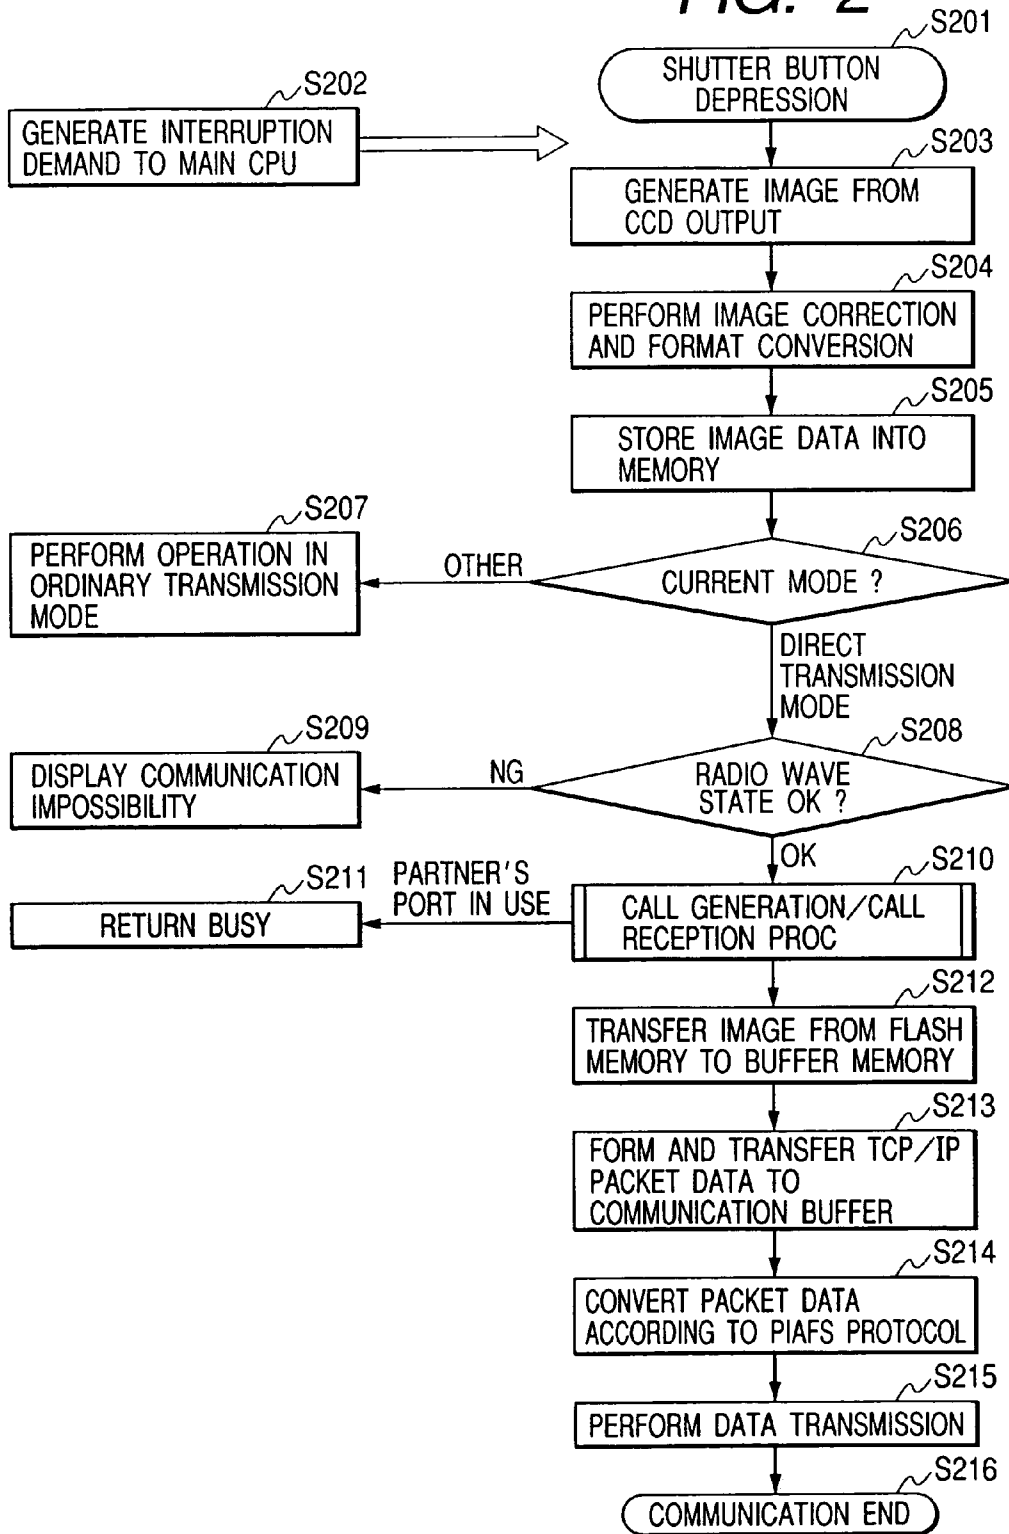 FIG. 2
S201
SHUTTER BUTTON
DEPRESSION
S202
GENERATE INTERRUPTION
DEMAND TO MAIN CPU
S203
GENERATE IMAGE FROM
CCD OUTPUT
S204
PERFORM IMAGE CORRECTION
AND FORMAT CONVERSION
S205
STORE IMAGE DATA INTO
MEMORY
S206
CURRENT MODE ?
OTHER
S207
PERFORM OPERATION IN
ORDINARY TRANSMISSION
MODE
DIRECT
TRANSMISSION
MODE
S208
RADIO WAVE
STATE OK ?
NG
S209
DISPLAY COMMUNICATION
IMPOSSIBILITY
OK
S210
CALL GENERATION/CALL
RECEPTION PROC
PARTNER'S
PORT IN USE
S211
RETURN BUSY
S212
TRANSFER IMAGE FROM FLASH
MEMORY TO BUFFER MEMORY
S213
FORM AND TRANSFER TCP/IP
PACKET DATA TO
COMMUNICATION BUFFER
S214
CONVERT PACKET DATA
ACCORDING TO PIAFS PROTOCOL
S215
PERFORM DATA TRANSMISSION
S216
COMMUNICATION END